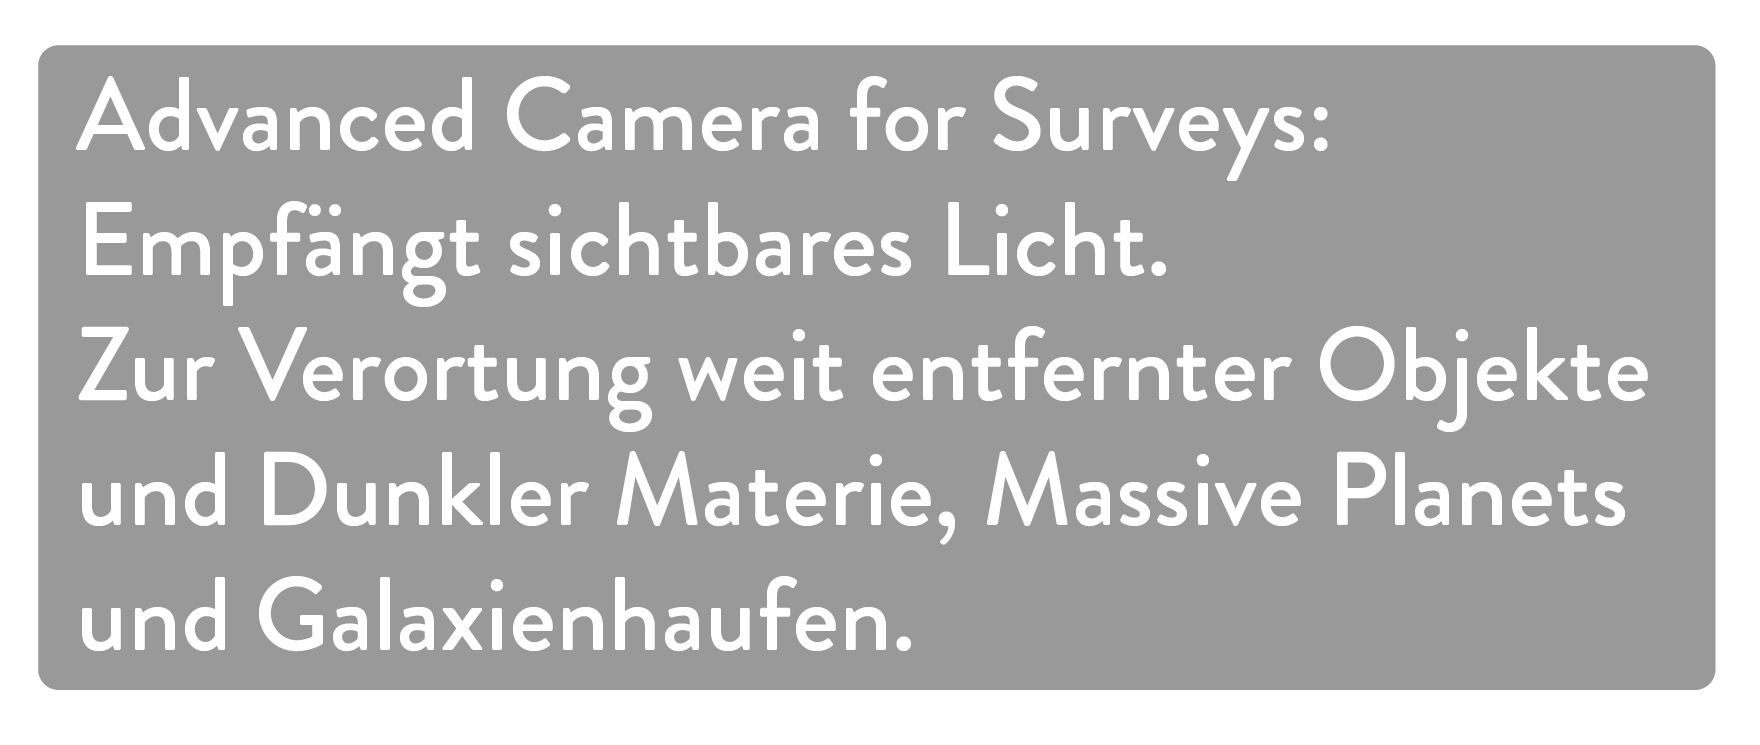 Advanced Camera for Surveys:
Empfängt sichtbares Licht.
Zur Verortung weit entfernter Objekte
und Dunkler Materie, Massive Planets
und Galaxienhaufen.